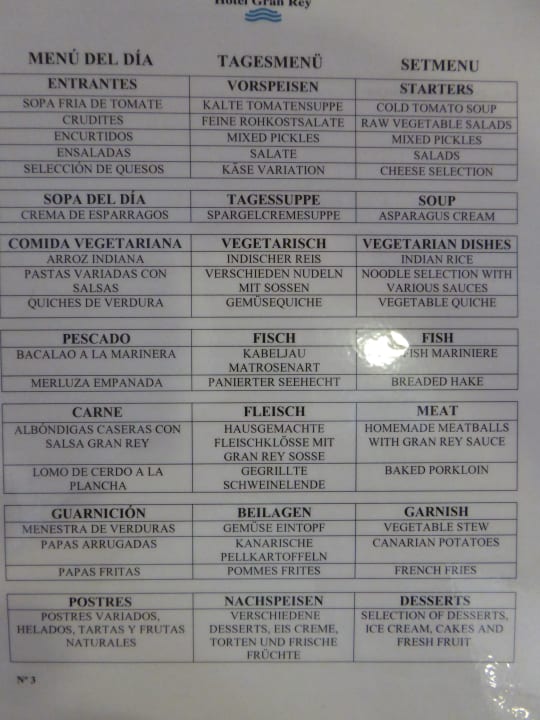 Hotel Gran Rey
MENÚ DEL DÍA TAGESMENÜ SETMENU
ENTRANTES VORSPEISEN STARTERS
SOPA FRIA DE TOMATE KALTE TOMATENSUPPE COLD TOMATO SOUP
CRUDITES FEINE ROHKOSTSALATE RAW VEGETABLE SALADS
ENCURTIDOS MIXED PICKLES MIXED PICKLES
ENSALADAS SALATE SALADS
SELECCIÓN DE QUESOS KÄSE VARIATION CHEESE SELECTION
SOPA DEL DÍA TAGESSUPPE SOUP
CREMA DE ESPARRAGOS SPARGELCREMESUPPE ASPARAGUS CREAM
COMIDA VEGETARIANA VEGETARISCH VEGETARIAN DISHES
ARROZ INDIANA INDISCHER REIS INDIAN RICE
PASTAS VARIADAS CON VERSCHIEDEN NUDELN NOODLE SELECTION WITH
SALSAS MIT SOSSEN VARIOUS SAUCES
QUICHES DE VERDURA GEMÜSEQUICHE VEGETABLE QUICHE
PESCADO FISCH FISH
BACALAO A LA MARINERA KABELJAU MARINIERE
MATROSENART
MERLUZA EMPANADA PANIERTER SEEHECHT BREADED HAKE
CARNE FLEISCH MEAT
ALBÓNDIGAS CASERAS CON HAUSGEMACHTE HOMEMADE MEATBALLS
SALSA GRAN REY FLEISCHKLÖSSE MIT WITH GRAN REY SAUCE
GRAN REY SOSSE
LOMO DE CERDO A LA GEGRILLTE BAKED PORKLOIN
PLANCHA SCHWEINELENDE
GUARNICIÓN BEILAGEN GARNISH
MENESTRA DE VERDURAS GEMÜSE EINTOPF VEGETABLE STEW
PAPAS ARRUGADAS KANARISCHE CANARIAN POTATOES
PELLKARTOFFELN
PAPAS FRITAS POMMES FRITES FRENCH FRIES
POSTRES NACHSPEISEN DESSERTS
POSTRES VARIADOS, VERSCHIEDENE SELECTION OF DESSERTS,
HELADOS, TARTAS Y FRUTAS DESSERTS, EIS CREME, ICE CREAM, CAKES AND
NATURALES TORTEN UND FRISCHE FRESH FRUIT
FRÜCHTE
Nº 3